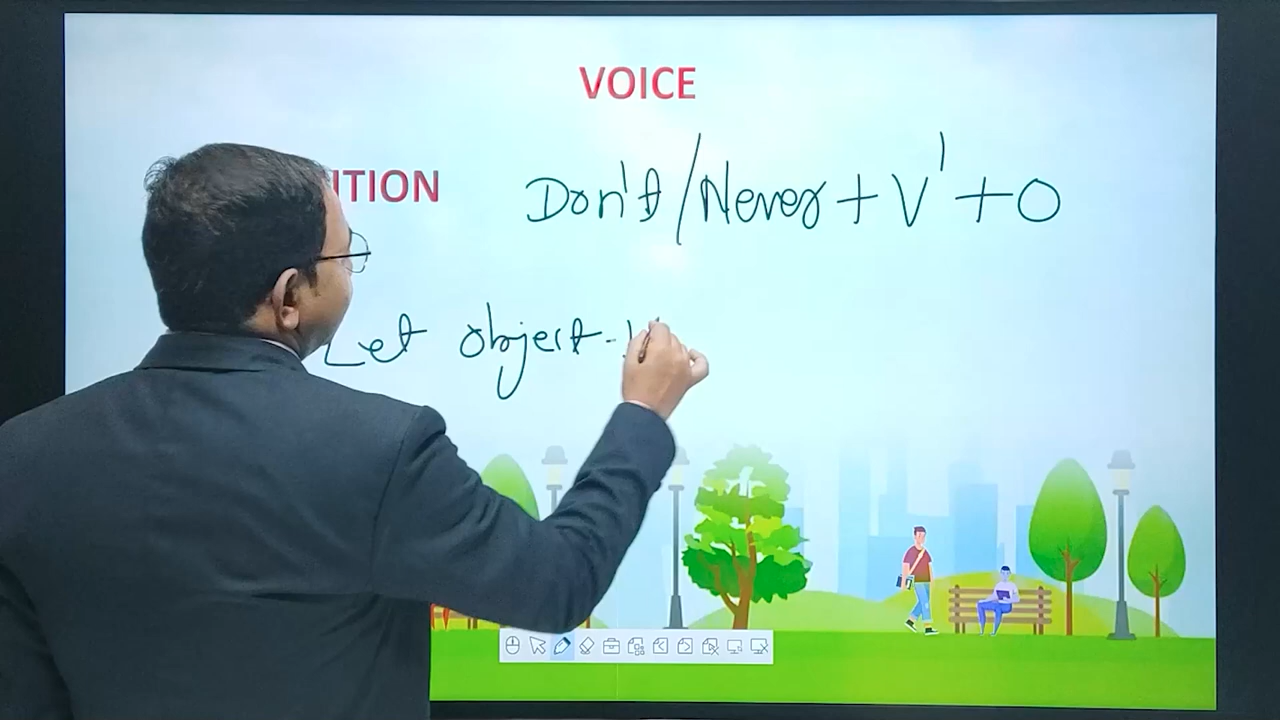 VOICE
ITION
Don't/Never + V¹ + O
Let object